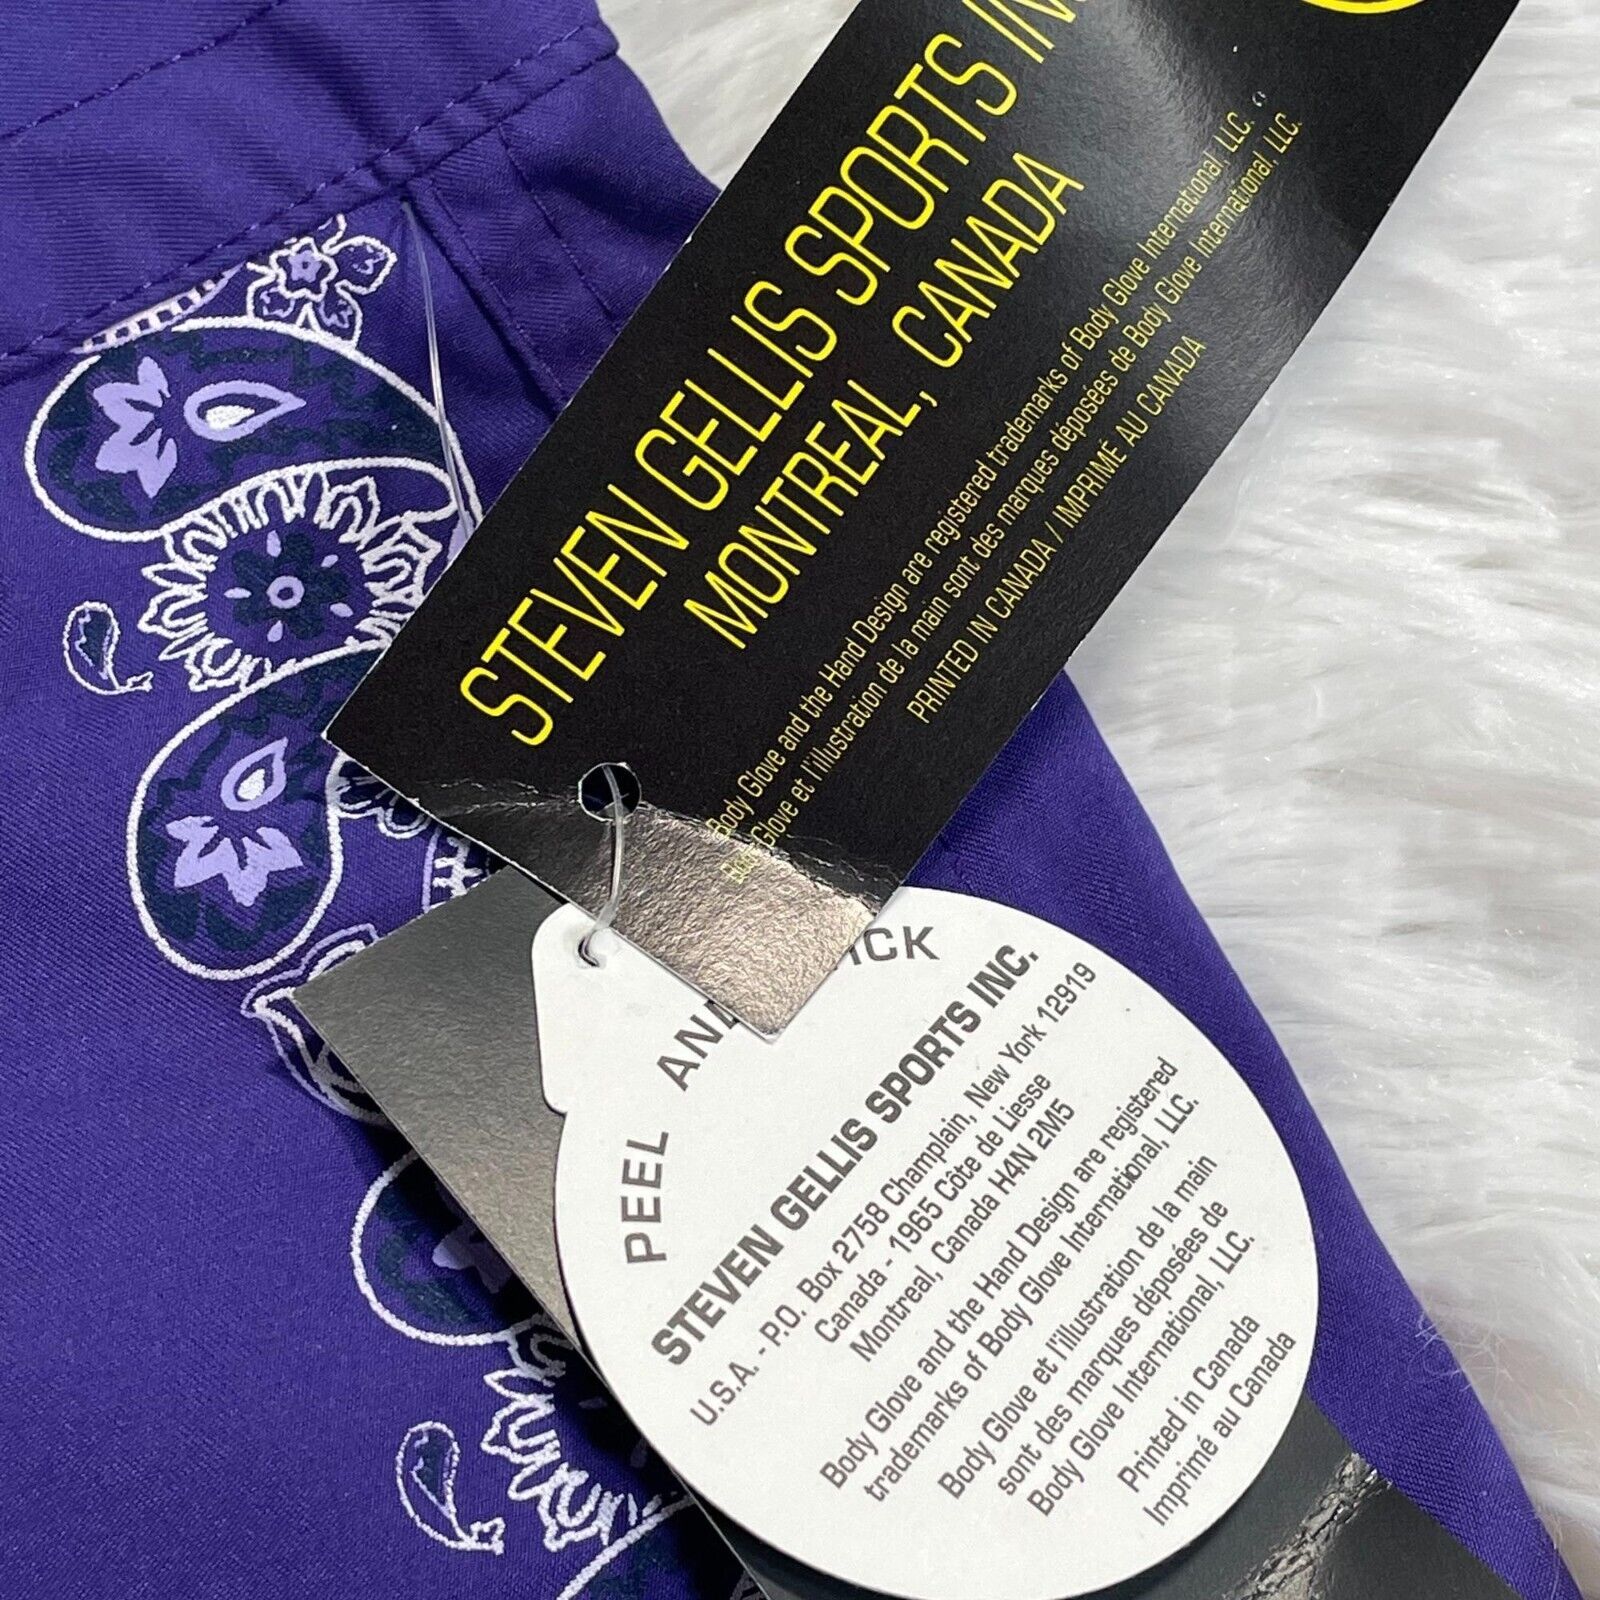 STEVEN GELLIS SPORTS
MONTREAL, CANADA
Body Glove and the Hand Design are registered trademarks of Body Glove International, LLC.
Body Glove et l'illustration de la main sont des marques déposées de Body Glove International, LLC.
PRINTED IN CANADA / IMPRIMÉ AU CANADA
PEEL
STEVEN GELLIS SPORTS INC.
U.S.A. - P.O. Box 2758 Champlain, New York 12919
Canada - 1965 Côte de Liesse
Montreal, Canada H4N 2M5
Body Glove and the Hand Design are registered
trademarks of Body Glove International, LLC.
Body Glove et l'illustration de la main
sont des marques déposées de
Body Glove International, LLC.
Printed in Canada
Imprimé au Canada